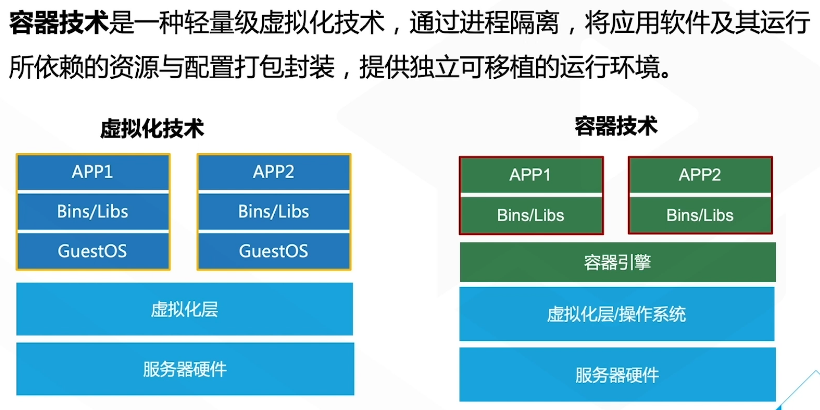 容器技术是一种轻量级虚拟化技术，通过进程隔离，将应用软件及其运行
所依赖的资源与配置打包封装，提供独立可移植的运行环境。
虚拟化技术
APP1
Bins/Libs
GuestOS
APP2
Bins/Libs
GuestOS
虚拟化层
服务器硬件
容器技术
APP1
Bins/Libs
APP2
Bins/Libs
容器引擎
虚拟化层/操作系统
服务器硬件